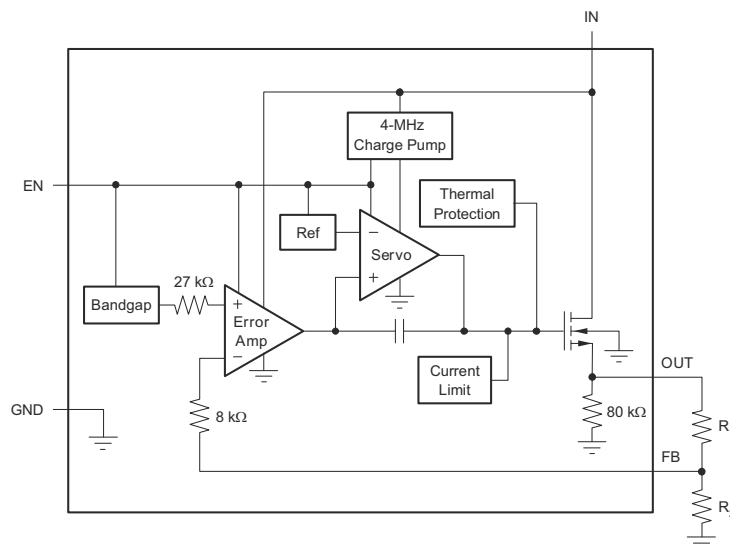 IN
4-MHz
Charge Pump
EN
Thermal
Protection
Ref
−
Servo
+
27 kΩ
Bandgap
+
Error
Amp
−
Current
Limit
OUT
GND
8 kΩ
80 kΩ
R
FB
R